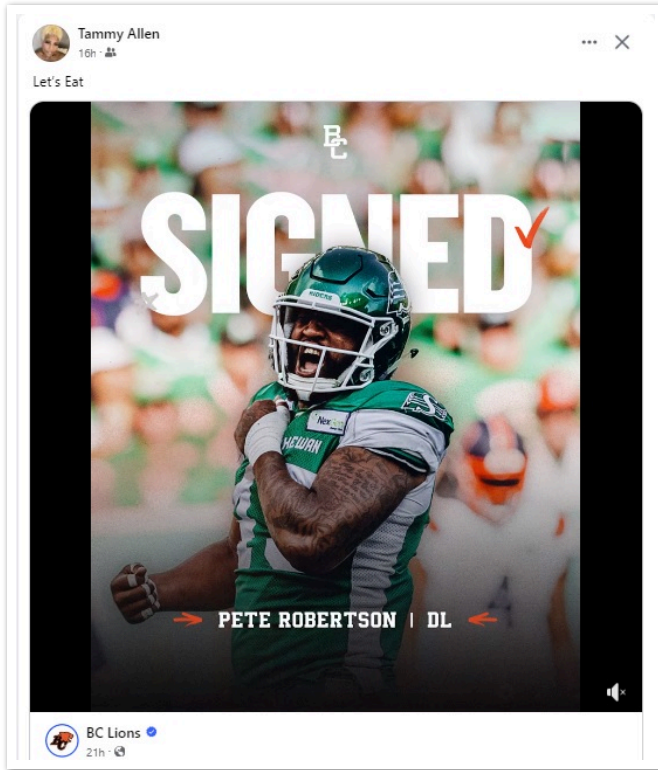 Tammy Allen
16h
Let's Eat
BC
SIGNED
RIDERS
HEWAN
PETE ROBERTSON | DL
BC Lions
21h